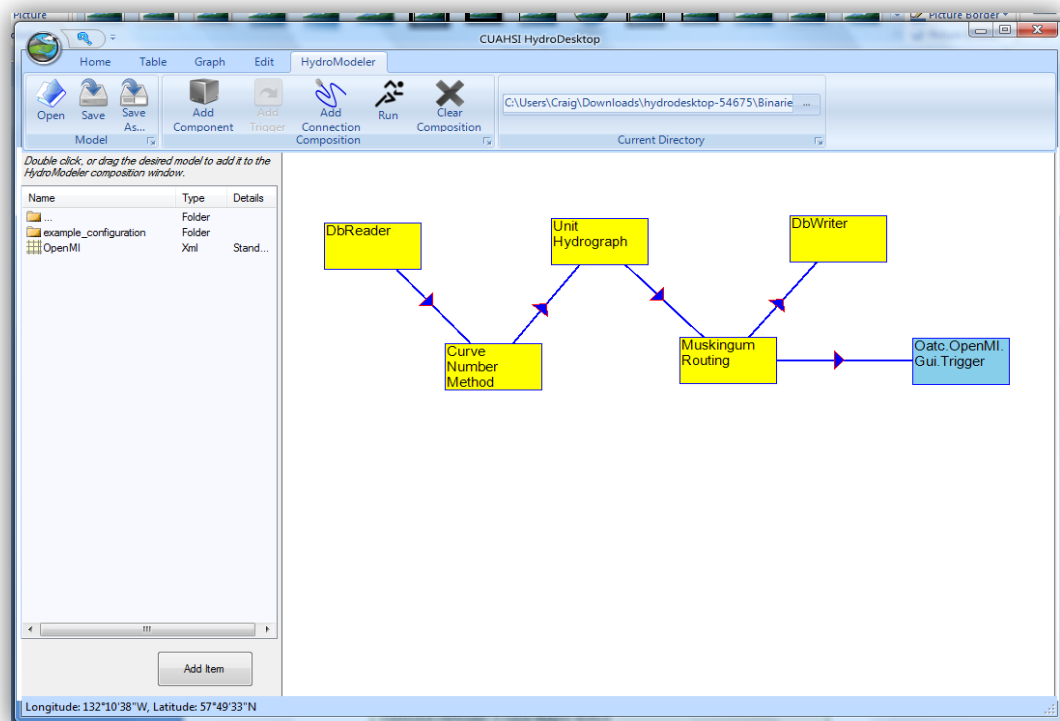 Picture
Picture Border
CUAHSI HydroDesktop
Home Table Graph Edit HydroModeler
Open Save Save As... Add Component Add Trigger Add Connection Run Clear Composition
C:\Users\Craig\Downloads\hydrodesktop-54675\Binarie ...
Model Composition Current Directory
Double click, or drag the desired model to add it to the
HydroModeler composition window.
Name Type Details
... Folder
example_configuration Folder
OpenMI Xml Stand...
DbReader
Unit
Hydrograph
DbWriter
Curve
Number
Method
Muskingum
Routing
Oatc.OpenMI.
Gui.Trigger
Add Item
Longitude: 132°10'38"W, Latitude: 57°49'33"N